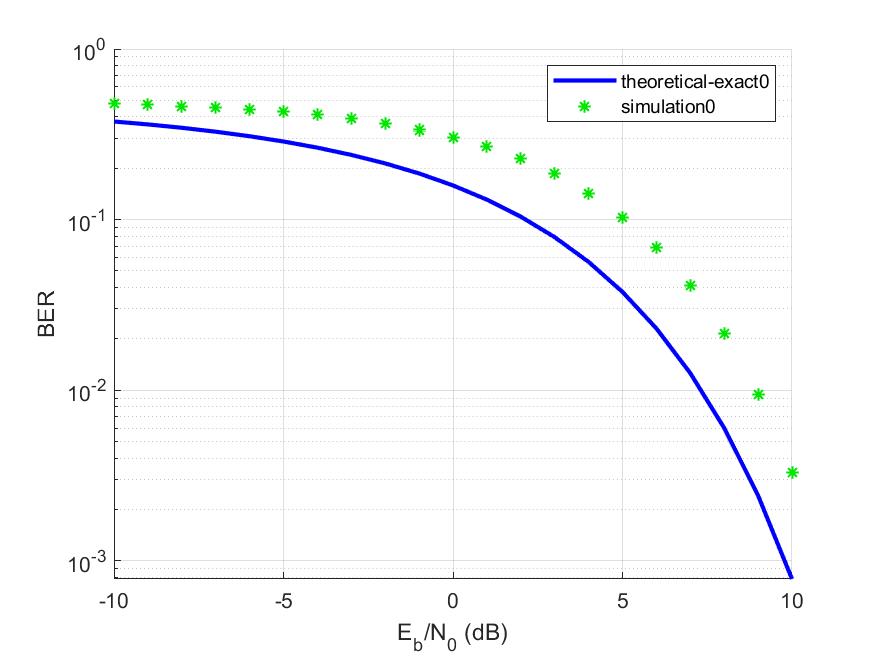 10^0
10^-1
10^-2
10^-3
BER
theoretical-exact0
simulation0
-10 -5 0 5 10
E_b/N_0 (dB)